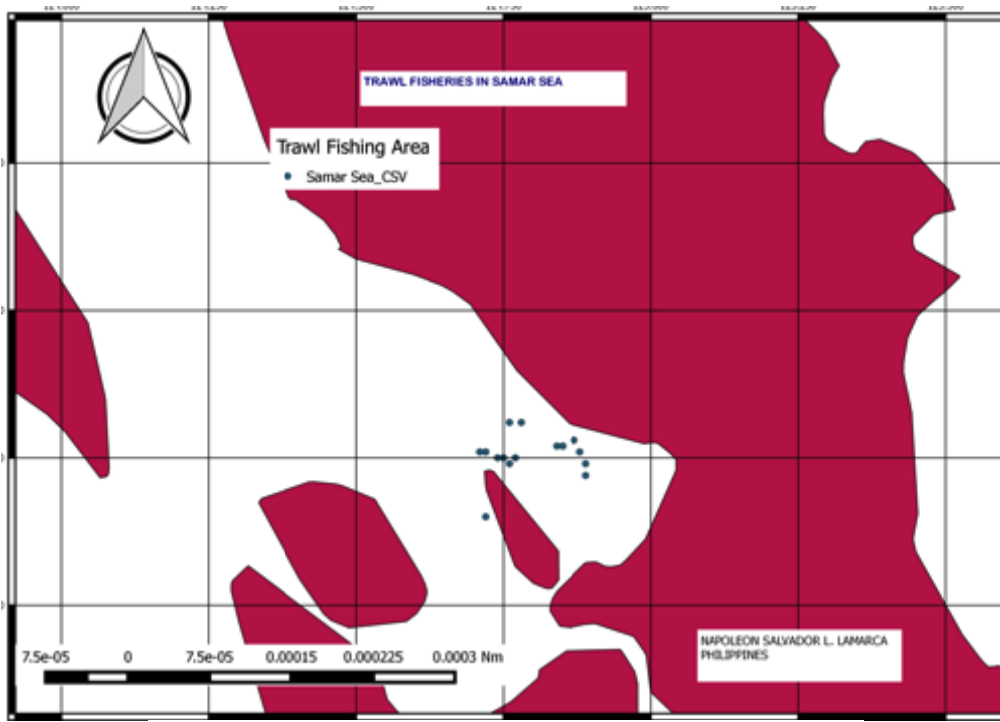 TRAWL FISHERIES IN SAMAR SEA
Trawl Fishing Area
Samar Sea_CSV
7.5e-05 0 7.5e-05 0.00015 0.000225 0.0003 Nm
NAPOLEON SALVADOR L. LAMARCA
PHILIPPINES